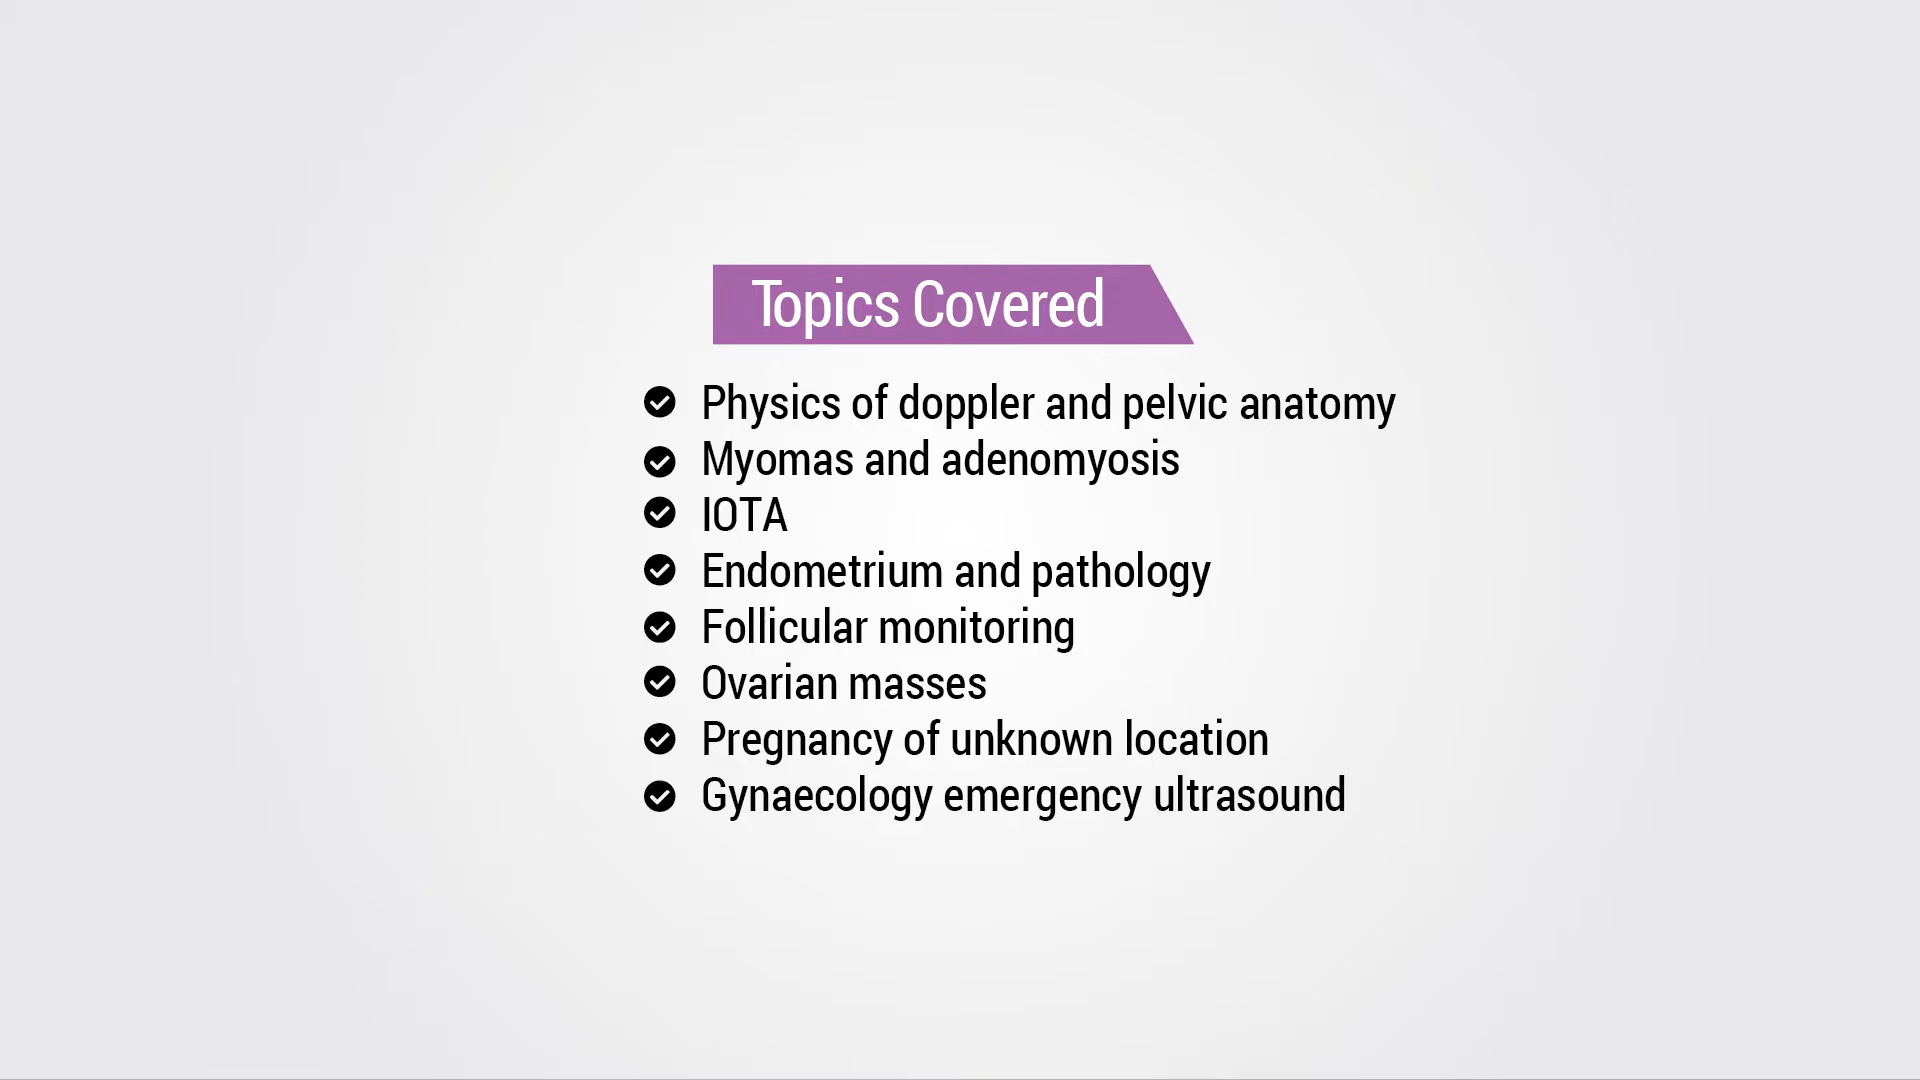 Topics Covered
Physics of doppler and pelvic anatomy
Myomas and adenomyosis
IOTA
Endometrium and pathology
Follicular monitoring
Ovarian masses
Pregnancy of unknown location
Gynaecology emergency ultrasound